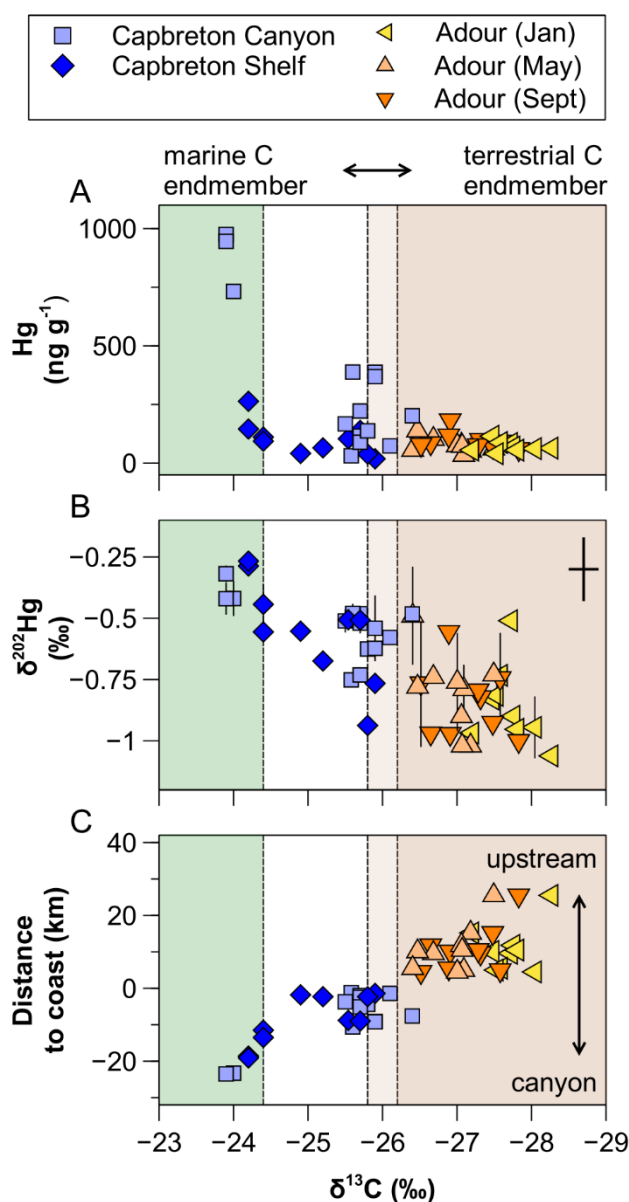 Capbreton Canyon
Capbreton Shelf
Adour (Jan)
Adour (May)
Adour (Sept)
marine C
endmember
terrestrial C
endmember
A
1000
500
0
Hg
(ng g⁻¹)
B
−0.25
−0.5
−0.75
−1
δ²⁰²Hg
(‰)
C
40
20
0
−20
Distance
to coast (km)
upstream
canyon
−23
−24
−25
−26
−27
−28
−29
δ¹³C (‰)